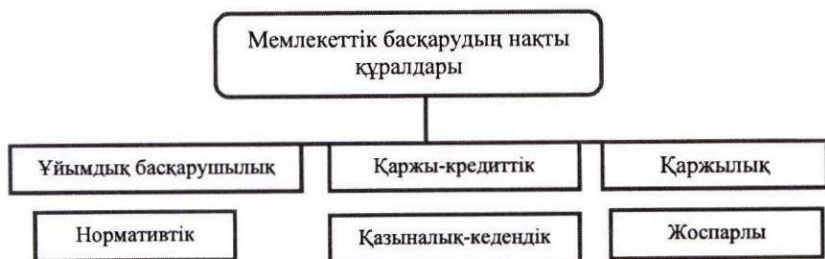 Мемлекеттік басқарудың нақты
құралдары
Ұйымдық басқарушылық
Қаржы-кредиттік
Қаржылық
Нормативтік
Қазыналық-кедендік
Жоспарлы